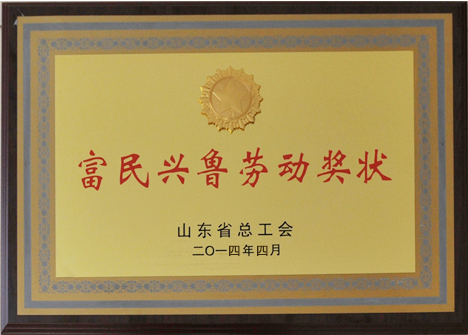 富民兴鲁劳动奖状
山东省总工会
二〇一四年四月